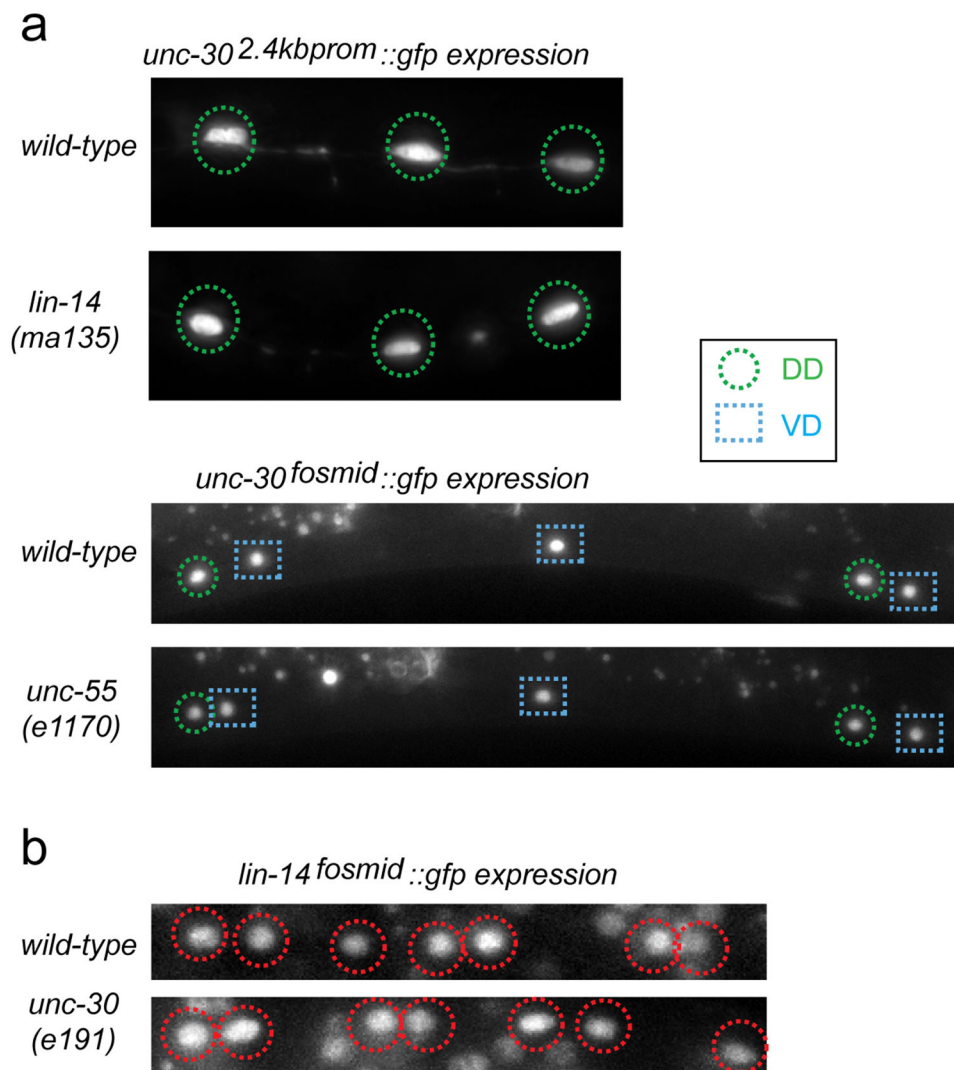 a
unc-30 2.4kbprom ::gfp expression
wild-type
lin-14
(ma135)
DD
VD
unc-30 fosmid ::gfp expression
wild-type
unc-55
(e1170)
b
lin-14 fosmid ::gfp expression
wild-type
unc-30
(e191)